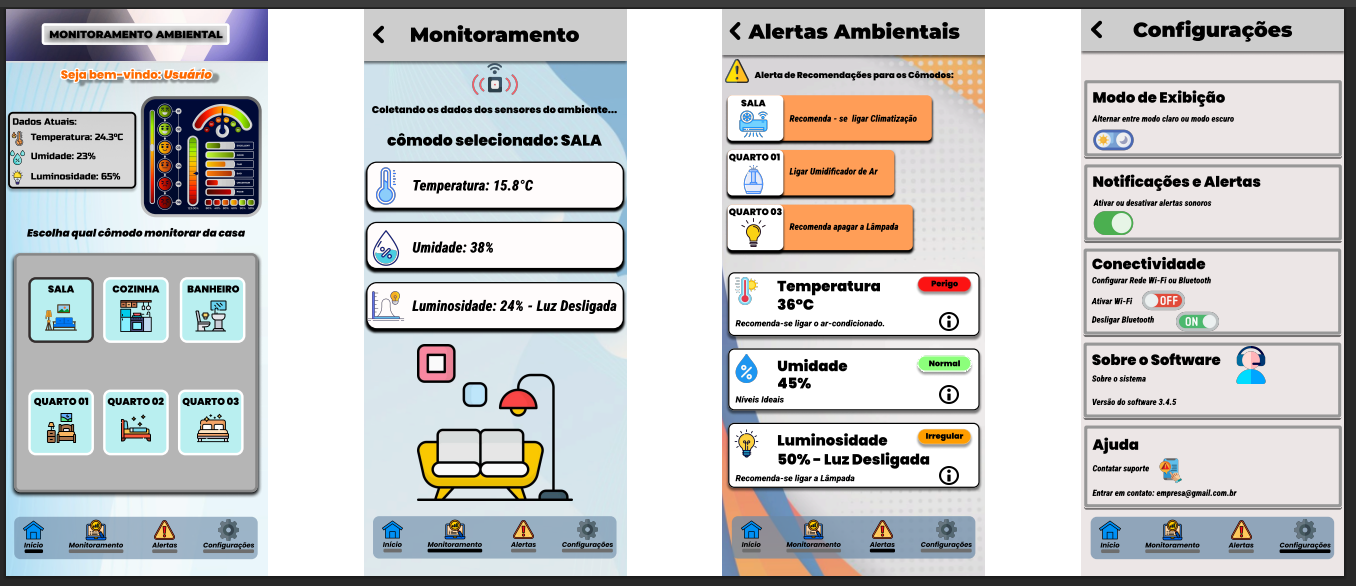 MONITORAMENTO AMBIENTAL
Seja bem-vindo: Usuário
Dados Atuais:
Temperatura: 24.3ºC
Umidade: 23%
Luminosidade: 65%
Escolha qual cômodo monitorar da casa
SALA
COZINHA
BANHEIRO
QUARTO 01
QUARTO 02
QUARTO 03
Início
Monitoramento
Alertas
Configurações
Monitoramento
Coletando os dados dos sensores do ambiente...
cômodo selecionado: SALA
Temperatura: 15.8°C
Umidade: 38%
Luminosidade: 24% - Luz Desligada
Início
Monitoramento
Alertas
Configurações
Alertas Ambientais
Alerta de Recomendações para os Cômodos:
SALA
Recomenda - se ligar Climatização
QUARTO 01
Ligar Umidificador de Ar
QUARTO 03
Recomenda apagar a Lâmpada
Temperatura
36ºC
Perigo
Recomenda-se ligar o ar-condicionado.
Umidade
45%
Normal
Níveis Ideais
Luminosidade
50% - Luz Desligada
Irregular
Recomenda-se ligar a Lâmpada
Início
Monitoramento
Alertas
Configurações
Configurações
Modo de Exibição
Alternar entre modo claro ou modo escuro
Notificações e Alertas
Ativar ou desativar alertas sonoros
Conectividade
Configurar Rede Wi-Fi ou Bluetooth
Ativar Wi-Fi
OFF
Desligar Bluetooth
ON
Sobre o Software
Sobre o sistema
Versão do software 3.4.5
Ajuda
Contatar suporte
Entrar em contato: empresa@gmail.com.br
Início
Monitoramento
Alertas
Configurações